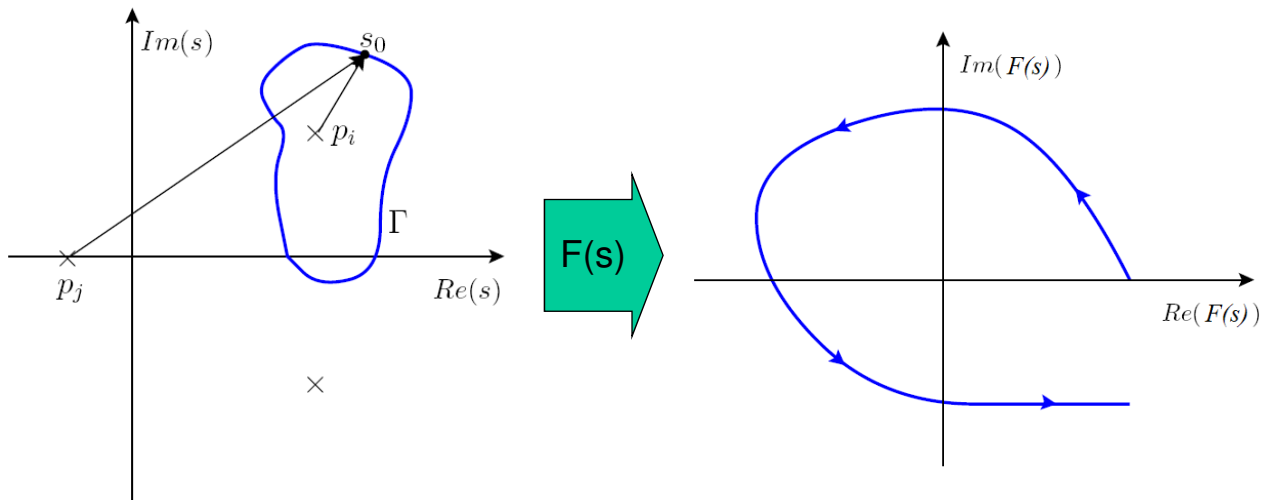 Im(s)
s₀
pᵢ
Γ
pⱼ
Re(s)
F(s)
Im(F(s))
Re(F(s))